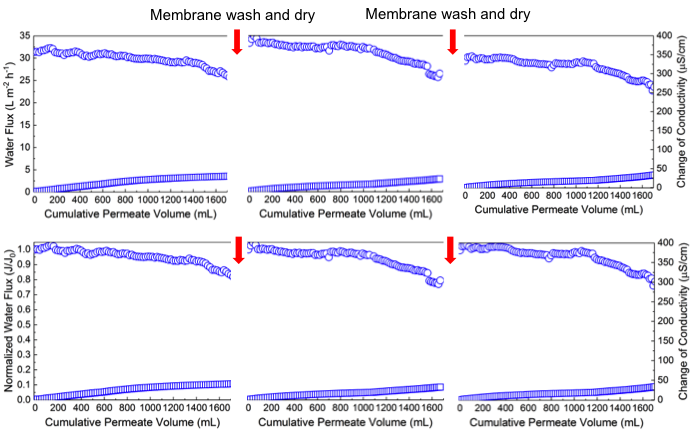 Membrane wash and dry
Membrane wash and dry
35
30
25
20
15
10
5
0
Water Flux (L m⁻² h⁻¹)
400
350
300
250
200
150
100
50
0
Change of Conductivity (µS/cm)
0 200 400 600 800 1000 1200 1400 1600
0 200 400 600 800 1000 1200 1400 1600
0 200 400 600 800 1000 1200 1400 1600
Cumulative Permeate Volume (mL)
Cumulative Permeate Volume (mL)
Cumulative Permeate Volume (mL)
1.0
0.9
0.8
0.7
0.6
0.5
0.4
0.3
0.2
0.1
0.0
Normalized Water Flux (J/J₀)
400
350
300
250
200
150
100
50
0
Change of Conductivity (µS/cm)
0 200 400 600 800 1000 1200 1400 1600
0 200 400 600 800 1000 1200 1400 1600
0 200 400 600 800 1000 1200 1400 1600
Cumulative Permeate Volume (mL)
Cumulative Permeate Volume (mL)
Cumulative Permeate Volume (mL)